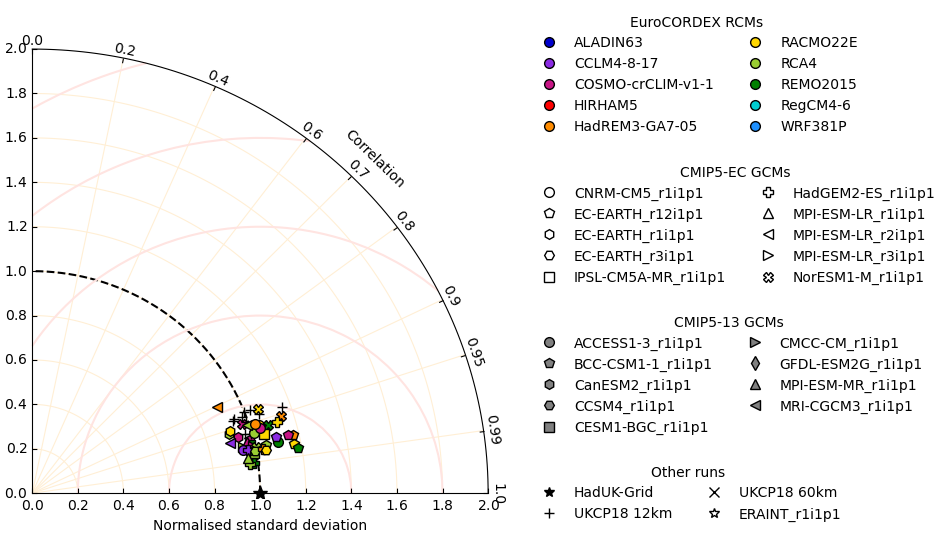 EuroCORDEX RCMs
ALADIN63 RACMO22E
CCLM4-8-17 RCA4
COSMO-crCLIM-v1-1 REMO2015
HIRHAM5 RegCM4-6
HadREM3-GA7-05 WRF381P
CMIP5-EC GCMs
CNRM-CM5_r1i1p1 HadGEM2-ES_r1i1p1
EC-EARTH_r12i1p1 MPI-ESM-LR_r1i1p1
EC-EARTH_r1i1p1 MPI-ESM-LR_r2i1p1
EC-EARTH_r3i1p1 MPI-ESM-LR_r3i1p1
IPSL-CM5A-MR_r1i1p1 NorESM1-M_r1i1p1
CMIP5-13 GCMs
ACCESS1-3_r1i1p1 CMCC-CM_r1i1p1
BCC-CSM1-1_r1i1p1 GFDL-ESM2G_r1i1p1
CanESM2_r1i1p1 MPI-ESM-MR_r1i1p1
CCSM4_r1i1p1 MRI-CGCM3_r1i1p1
CESM1-BGC_r1i1p1
Other runs
HadUK-Grid UKCP18 60km
UKCP18 12km ERAINT_r1i1p1
0.0
0.2
0.4
0.6
Correlation
0.7
0.8
0.9
0.95
0.99
1.0
2.0
1.8
1.6
1.4
1.2
1.0
0.8
0.6
0.4
0.2
0.0
0.0 0.2 0.4 0.6 0.8 1.0 1.2 1.4 1.6 1.8 2.0
Normalised standard deviation